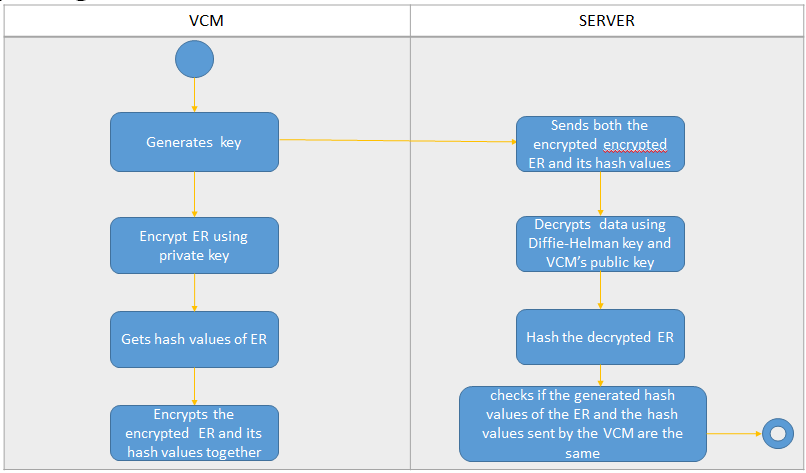 VCM
SERVER
Generates key
Encrypt ER using
private key
Gets hash values of ER
Encrypts the
encrypted ER and its
hash values together
Sends both the
encrypted encrypted
ER and its hash values
Decrypts data using
Diffie-Helman key and
VCM's public key
Hash the decrypted ER
checks if the generated hash
values of the ER and the hash
values sent by the VCM are the
same